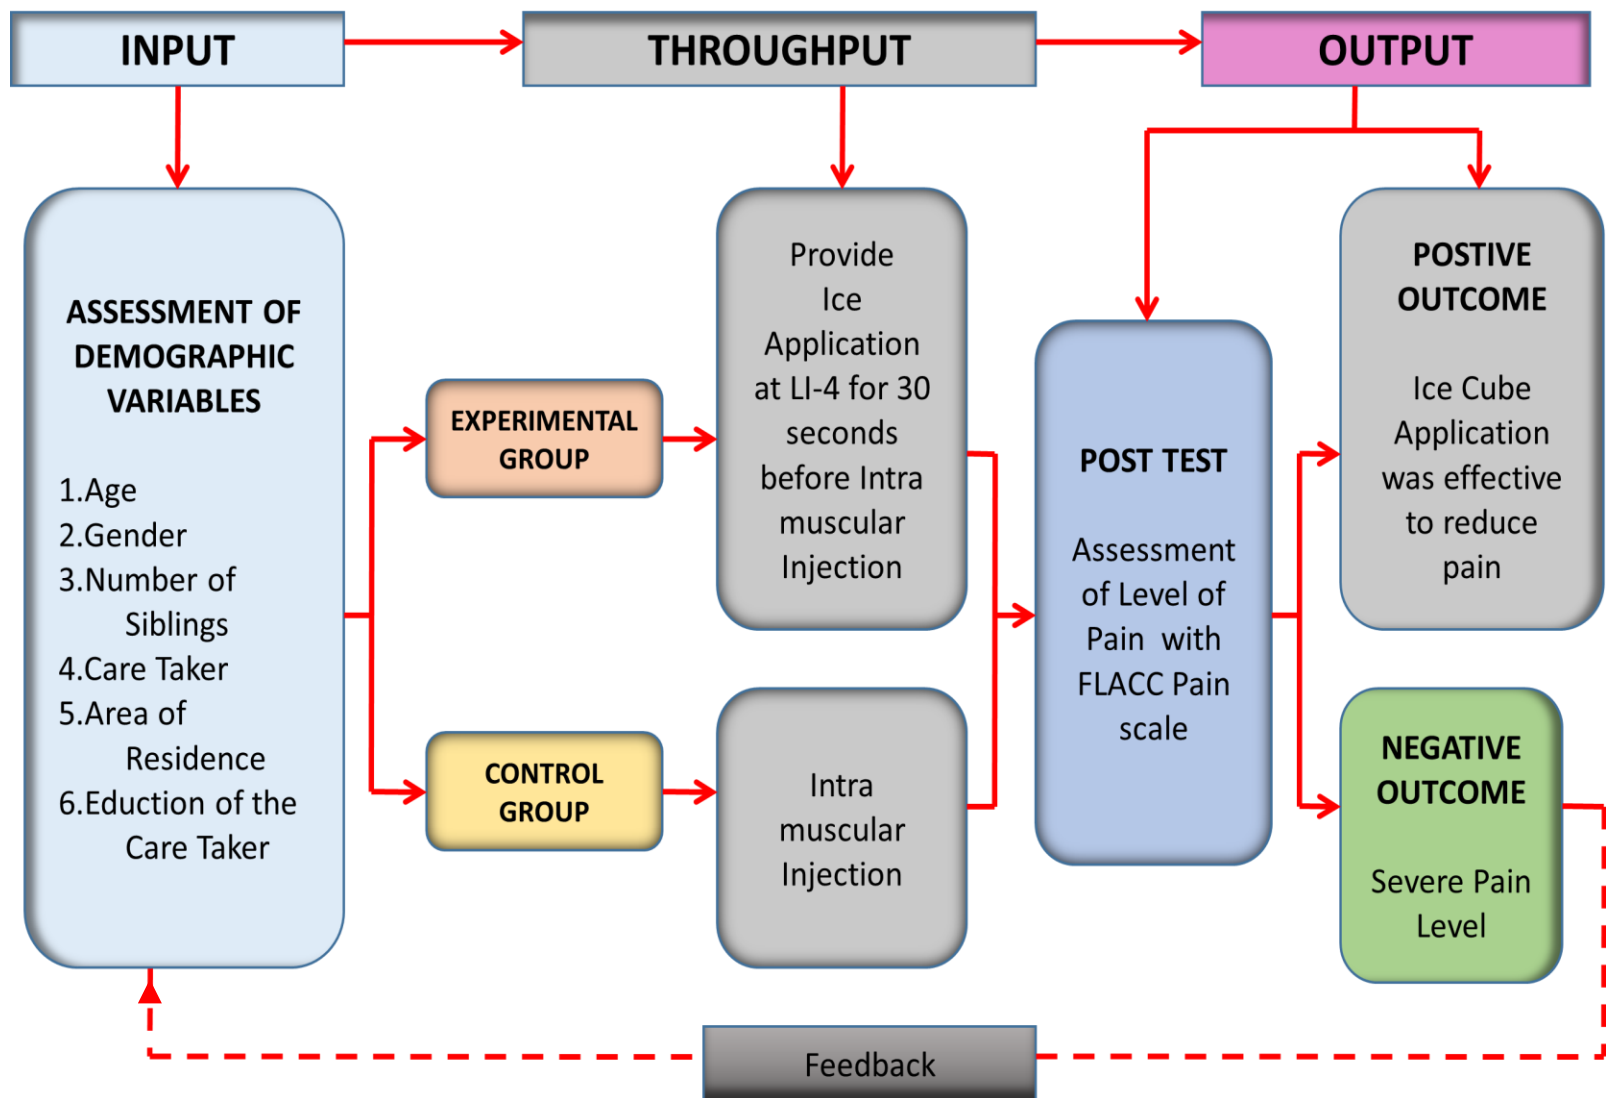 INPUT
THROUGHPUT
OUTPUT
ASSESSMENT OF
DEMOGRAPHIC
VARIABLES
1.Age
2.Gender
3.Number of
Siblings
4.Care Taker
5.Area of
Residence
6.Eduction of the
Care Taker
EXPERIMENTAL
GROUP
CONTROL
GROUP
Provide
Ice
Application
at LI-4 for 30
seconds
before Intra
muscular
Injection
Intra
muscular
Injection
POST TEST
Assessment
of Level of
Pain with
FLACC Pain
scale
POSTIVE
OUTCOME
Ice Cube
Application
was effective
to reduce
pain
NEGATIVE
OUTCOME
Severe Pain
Level
Feedback